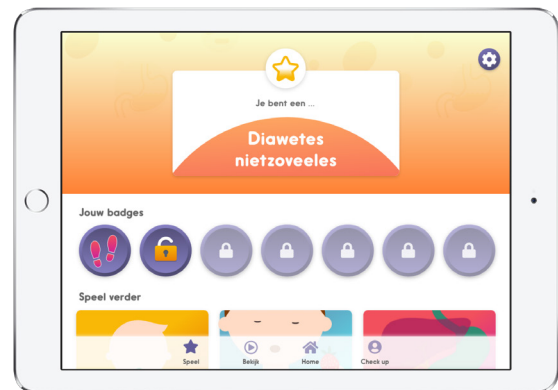 Je bent een ...
Diawetes
nietzoveeles
Jouw badges
Speel verder
Speel
Bekijk
Home
Check up